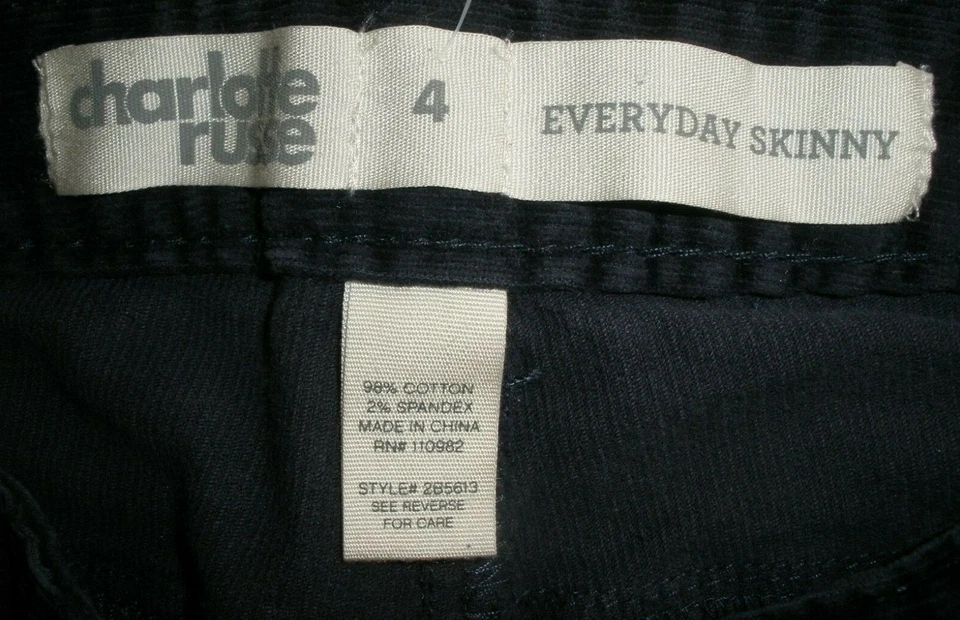 charlotte
russe
4
EVERYDAY SKINNY
98% COTTON
2% SPANDEX
MADE IN CHINA
RN# 110982
STYLE# 2B5613
SEE REVERSE
FOR CARE